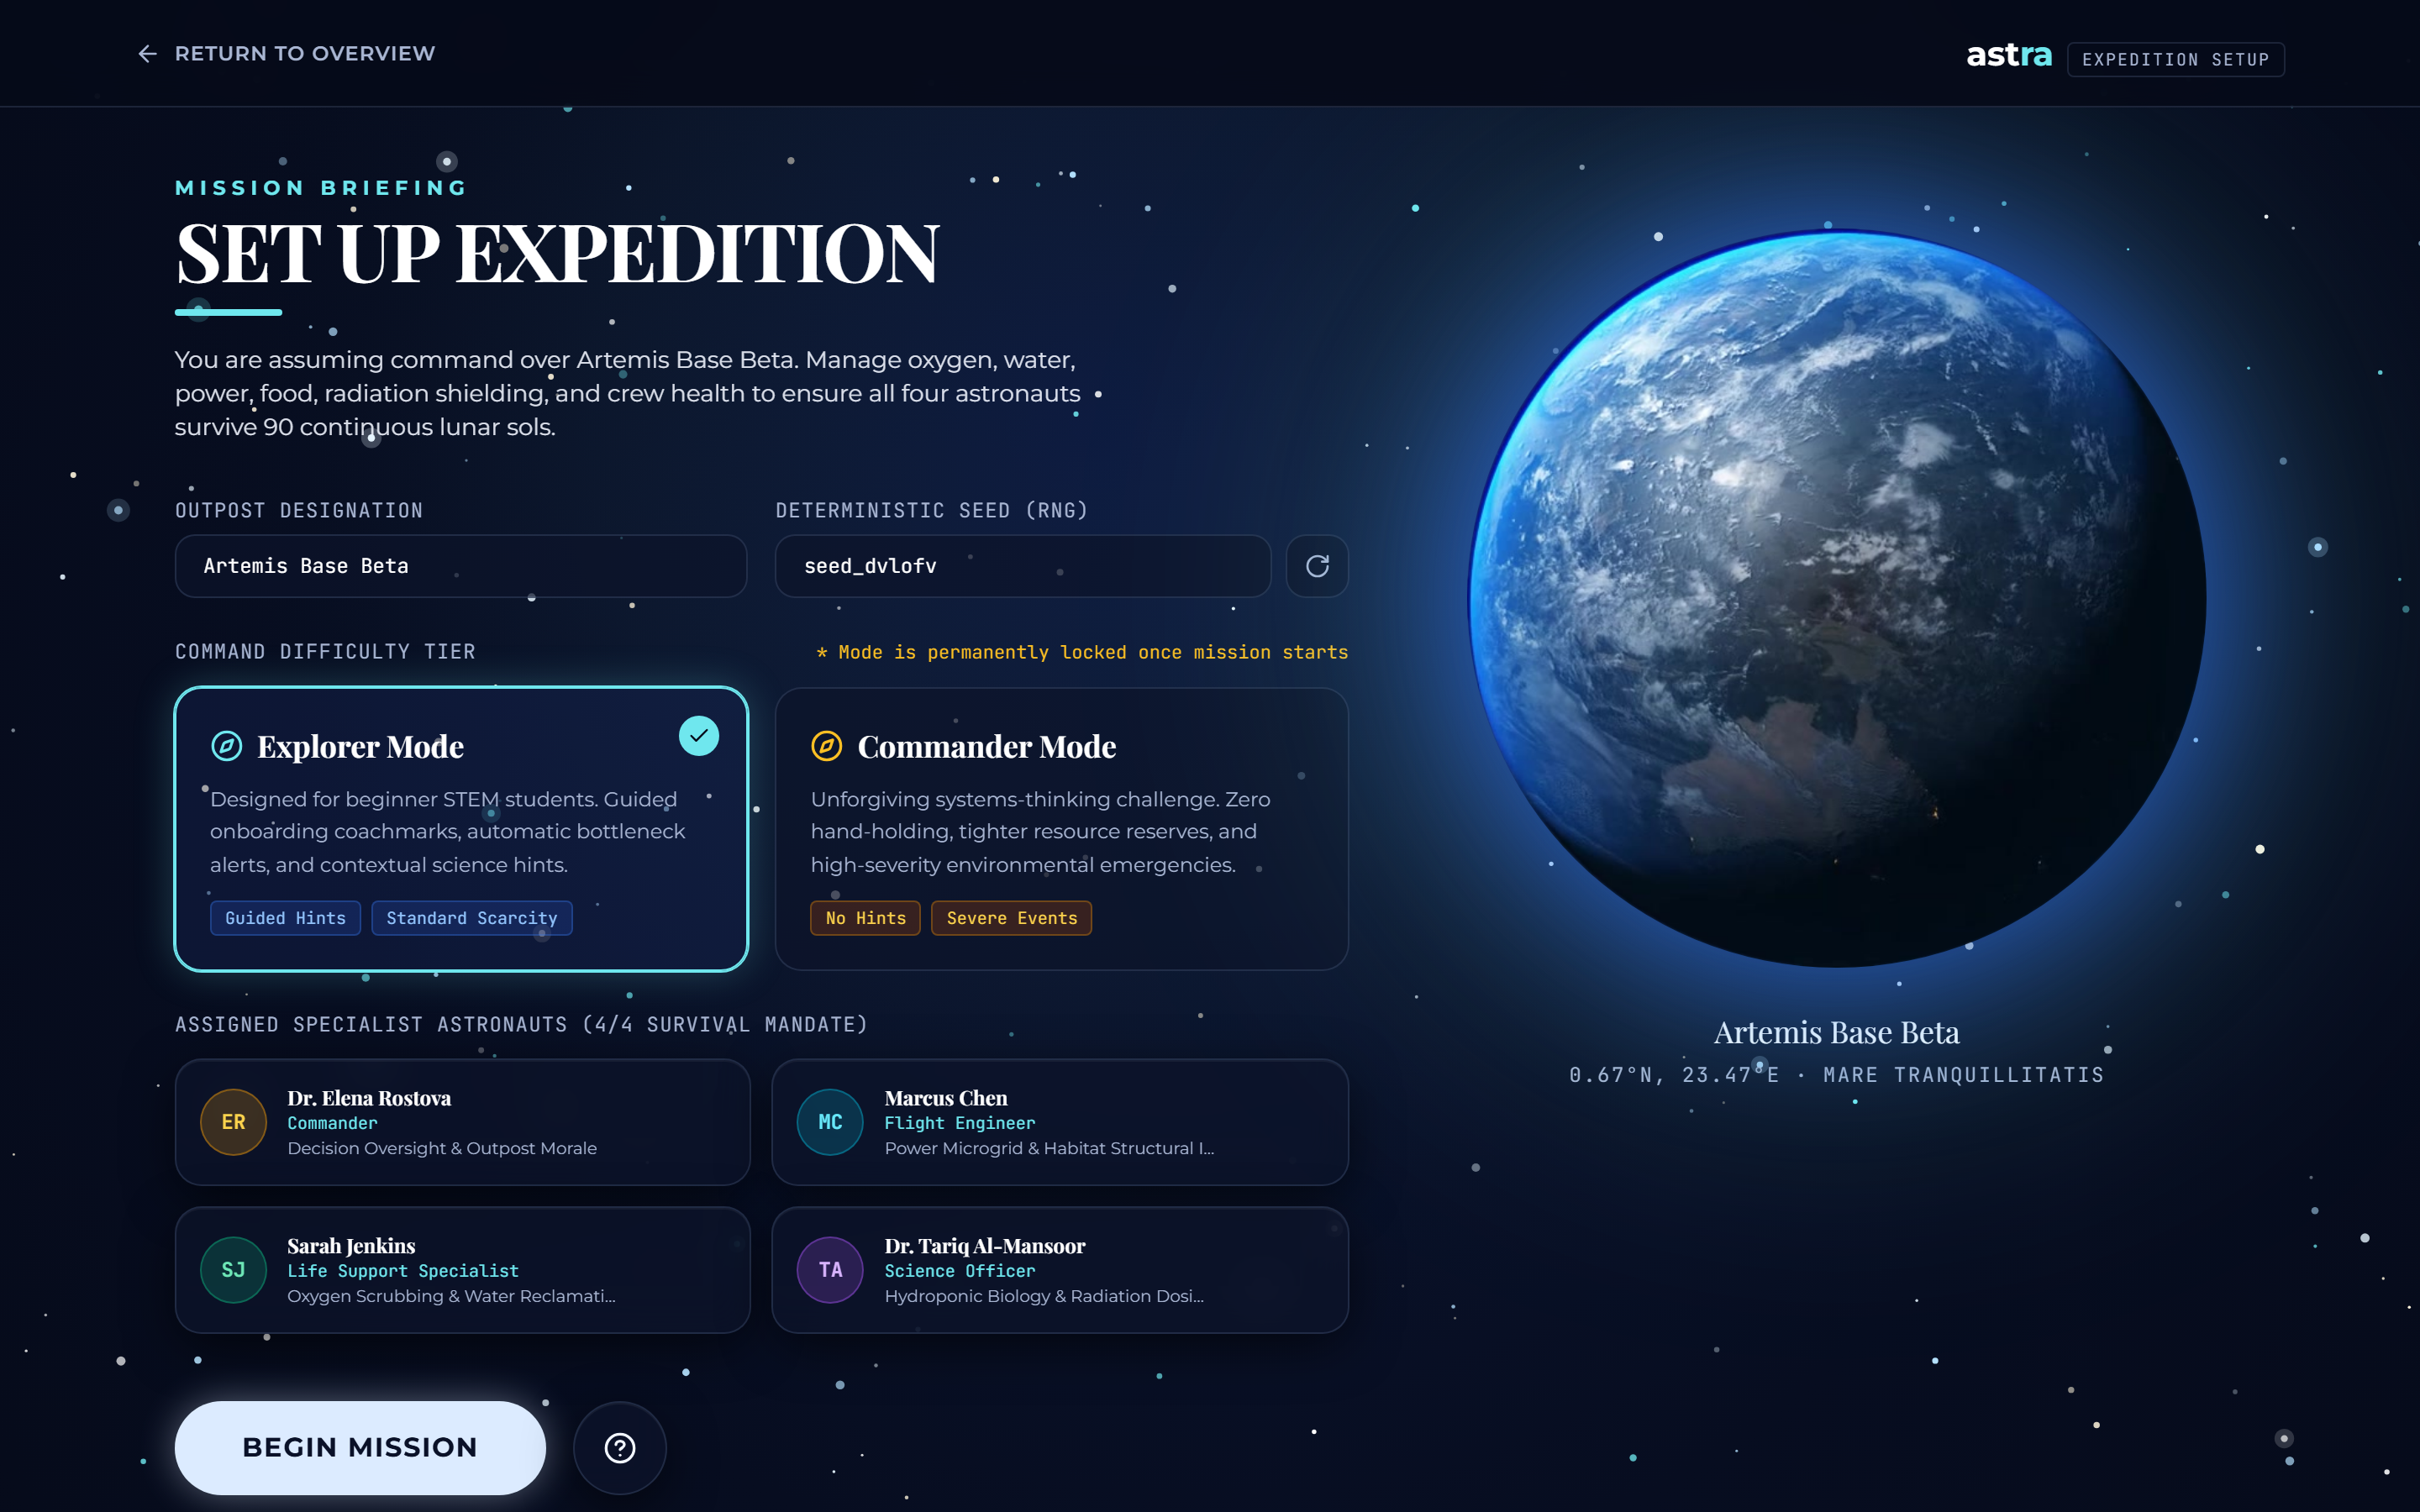 RETURN TO OVERVIEW
astra
EXPEDITION SETUP
MISSION BRIEFING
SET UP EXPEDITION
You are assuming command over Artemis Base Beta. Manage oxygen, water,
power, food, radiation shielding, and crew health to ensure all four astronauts
survive 90 continuous lunar sols.
OUTPOST DESIGNATION
Artemis Base Beta
DETERMINISTIC SEED (RNG)
seed_dvlofv
COMMAND DIFFICULTY TIER
* Mode is permanently locked once mission starts
Explorer Mode
Designed for beginner STEM students. Guided
onboarding coachmarks, automatic bottleneck
alerts, and contextual science hints.
Guided Hints
Standard Scarcity
Commander Mode
Unforgiving systems-thinking challenge. Zero
hand-holding, tighter resource reserves, and
high-severity environmental emergencies.
No Hints
Severe Events
ASSIGNED SPECIALIST ASTRONAUTS (4/4 SURVIVAL MANDATE)
ER
Dr. Elena Rostova
Commander
Decision Oversight & Outpost Morale
MC
Marcus Chen
Flight Engineer
Power Microgrid & Habitat Structural I...
SJ
Sarah Jenkins
Life Support Specialist
Oxygen Scrubbing & Water Reclamati...
TA
Dr. Tariq Al-Mansoor
Science Officer
Hydroponic Biology & Radiation Dosi...
BEGIN MISSION
Artemis Base Beta
0.67°N, 23.47°E · MARE TRANQUILLITATIS